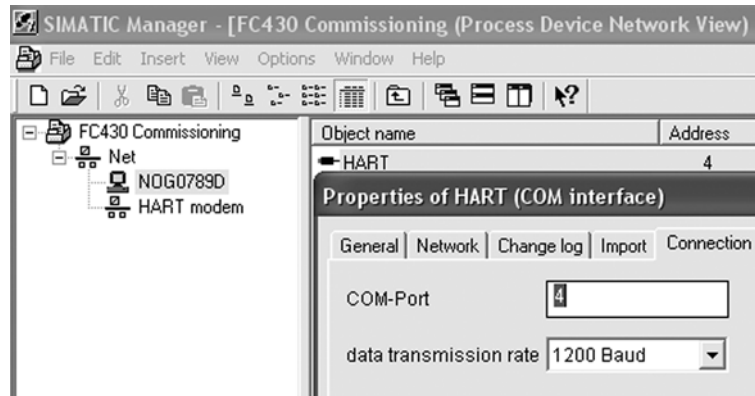 SIMATIC Manager - [FC430 Commissioning (Process Device Network View)
File Edit Insert View Options Window Help
FC430 Commissioning
Net
NOG0789D
HART modem
Object name Address
HART 4
Properties of HART (COM interface)
General Network Change log Import Connection
COM-Port 4
data transmission rate 1200 Baud